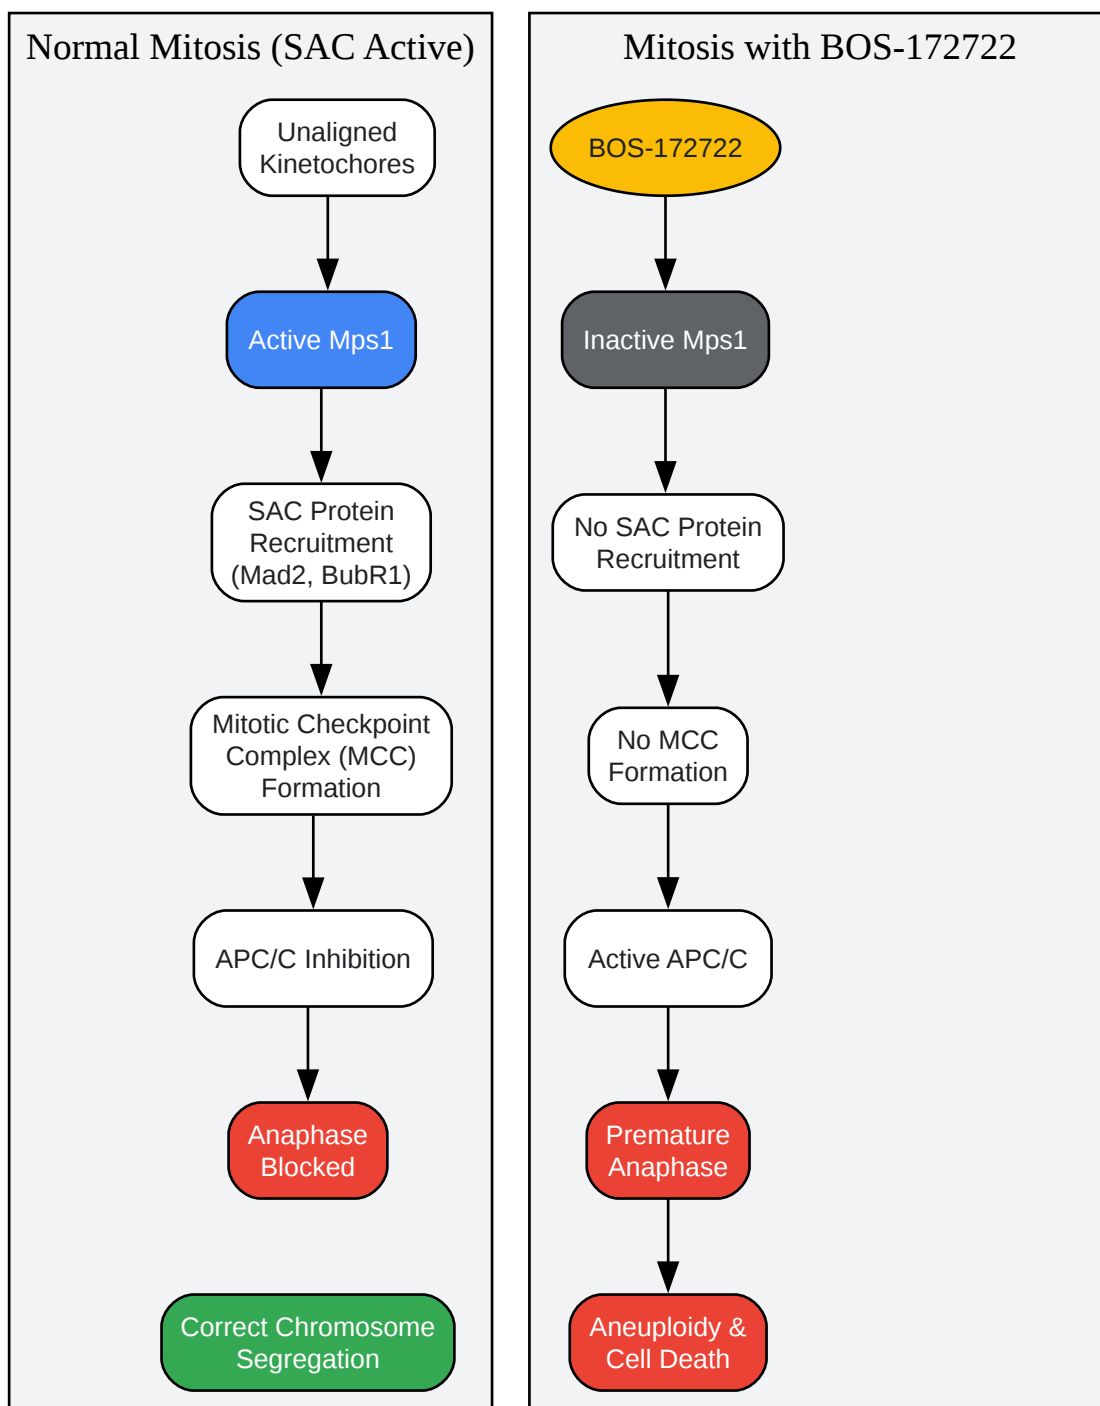 Normal Mitosis (SAC Active)
Unaligned
Kinetochores
Active Mps1
SAC Protein
Recruitment
(Mad2, BubR1)
Mitotic Checkpoint
Complex (MCC)
Formation
APC/C Inhibition
Anaphase
Blocked
Correct Chromosome
Segregation
Mitosis with BOS-172722
BOS-172722
Inactive Mps1
No SAC Protein
Recruitment
No MCC
Formation
Active APC/C
Premature
Anaphase
Aneuploidy &
Cell Death